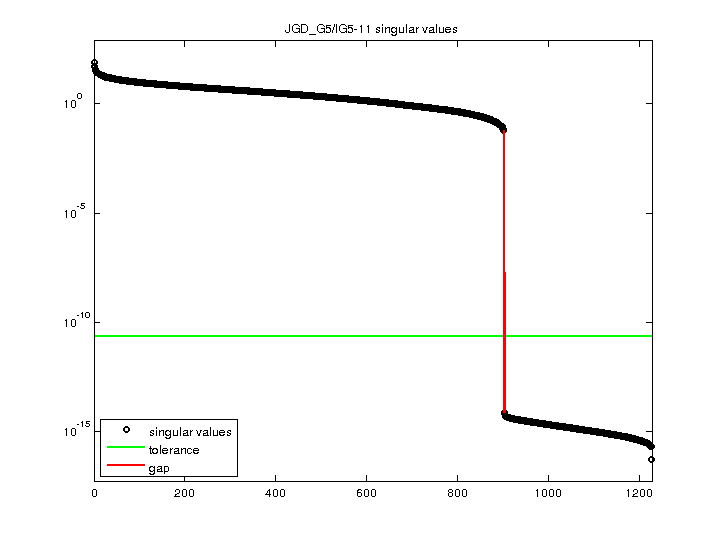 JGD_G5/IG5-11 singular values
10^0
10^-5
10^-10
10^-15
singular values
tolerance
gap
0 200 400 600 800 1000 1200